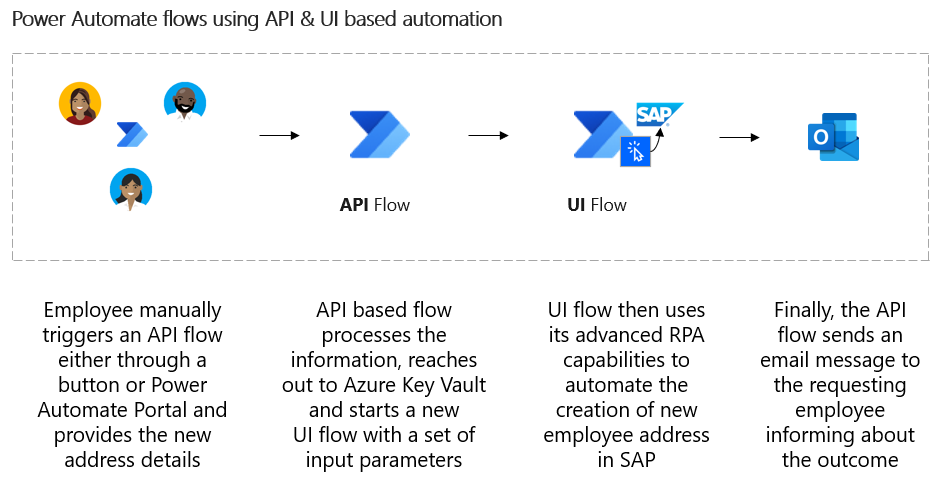 Power Automate flows using API & UI based automation
SAP
O
API Flow
UI Flow
Employee manually
triggers an API flow
either through a
button or Power
Automate Portal and
provides the new
address details
API based flow
processes the
information, reaches
out to Azure Key Vault
and starts a new
UI flow with a set of
input parameters
UI flow then uses
its advanced RPA
capabilities to
automate the
creation of new
employee address
in SAP
Finally, the API
flow sends an
email message to
the requesting
employee
informing about
the outcome